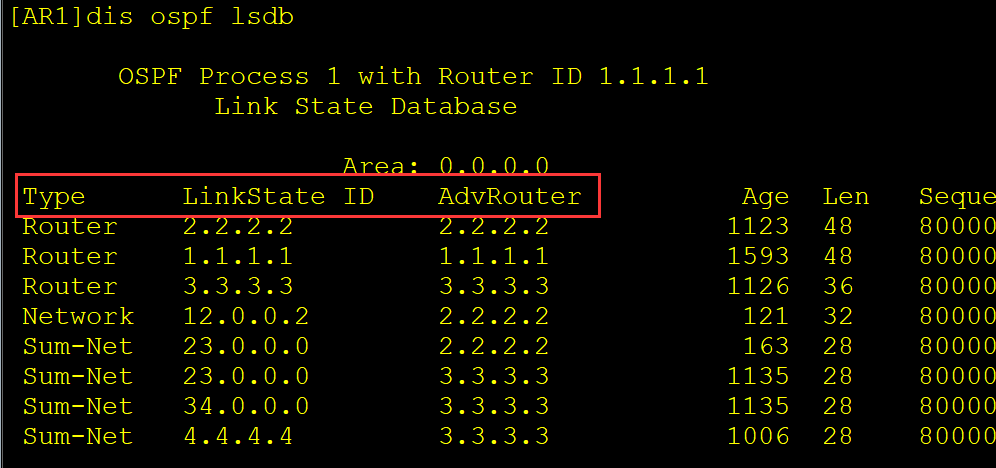 [AR1]dis ospf lsdb
OSPF Process 1 with Router ID 1.1.1.1
Link State Database
Area: 0.0.0.0
Type LinkState ID AdvRouter Age Len Seque
Router 2.2.2.2 2.2.2.2 1123 48 80000
Router 1.1.1.1 1.1.1.1 1593 48 80000
Router 3.3.3.3 3.3.3.3 1126 36 80000
Network 12.0.0.2 2.2.2.2 121 32 80000
Sum-Net 23.0.0.0 2.2.2.2 163 28 80000
Sum-Net 23.0.0.0 3.3.3.3 1135 28 80000
Sum-Net 34.0.0.0 3.3.3.3 1135 28 80000
Sum-Net 4.4.4.4 3.3.3.3 1006 28 80000